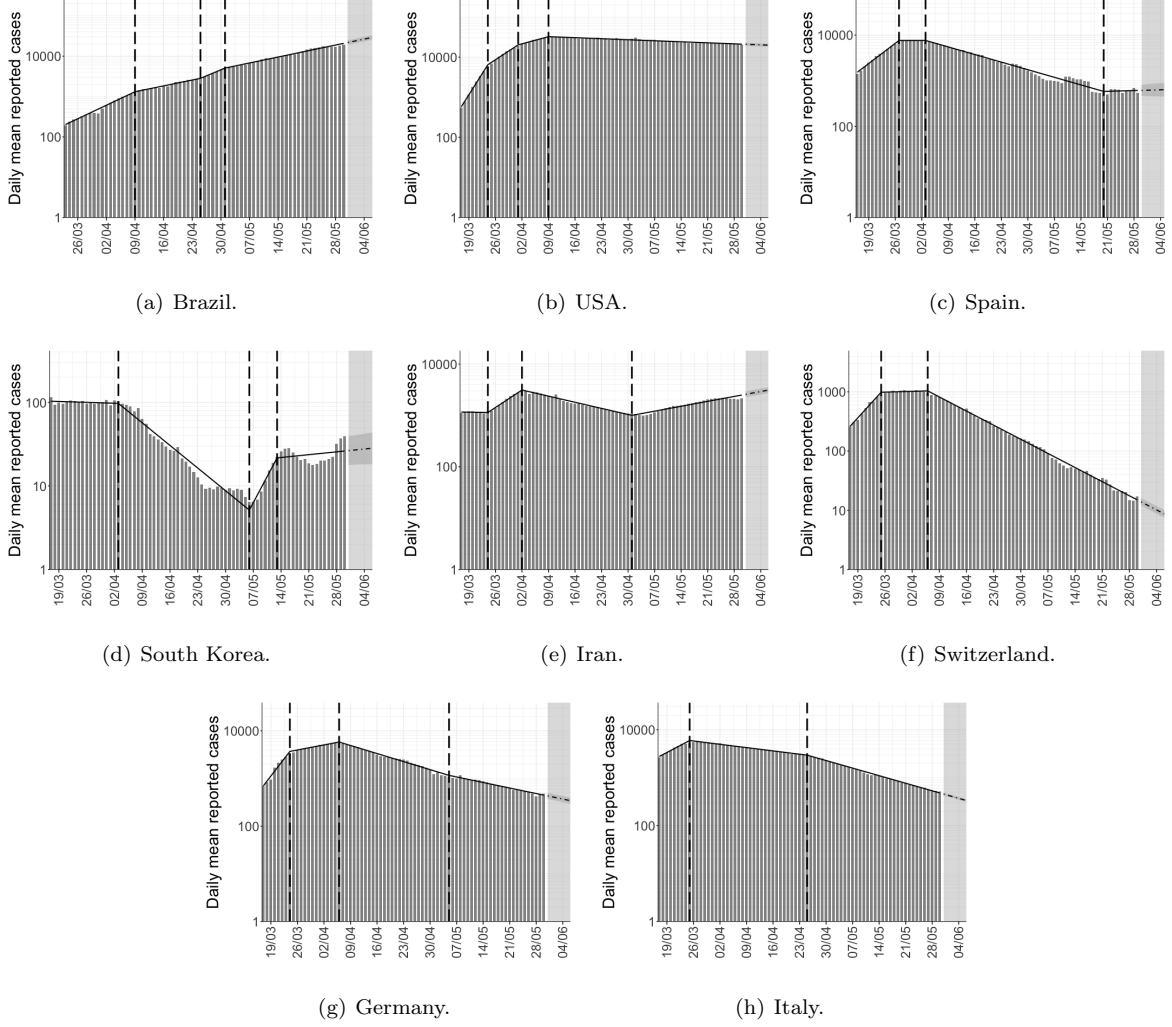 Daily mean reported cases
10000
100
1
26/03 02/04 09/04 16/04 23/04 30/04 07/05 14/05 21/05 28/05 04/06
(a) Brazil.
Daily mean reported cases
10000
100
1
19/03 26/03 02/04 09/04 16/04 23/04 30/04 07/05 14/05 21/05 28/05 04/06
(b) USA.
Daily mean reported cases
10000
100
1
19/03 26/03 02/04 09/04 16/04 23/04 30/04 07/05 14/05 21/05 28/05 04/06
(c) Spain.
Daily mean reported cases
100
10
1
19/03 26/03 02/04 09/04 16/04 23/04 30/04 07/05 14/05 21/05 28/05 04/06
(d) South Korea.
Daily mean reported cases
10000
100
1
19/03 26/03 02/04 09/04 16/04 23/04 30/04 07/05 14/05 21/05 28/05 04/06
(e) Iran.
Daily mean reported cases
1000
100
10
1
19/03 26/03 02/04 09/04 16/04 23/04 30/04 07/05 14/05 21/05 28/05 04/06
(f) Switzerland.
Daily mean reported cases
10000
100
1
19/03 26/03 02/04 09/04 16/04 23/04 30/04 07/05 14/05 21/05 28/05 04/06
(g) Germany.
Daily mean reported cases
10000
100
1
19/03 26/03 02/04 09/04 16/04 23/04 30/04 07/05 14/05 21/05 28/05 04/06
(h) Italy.